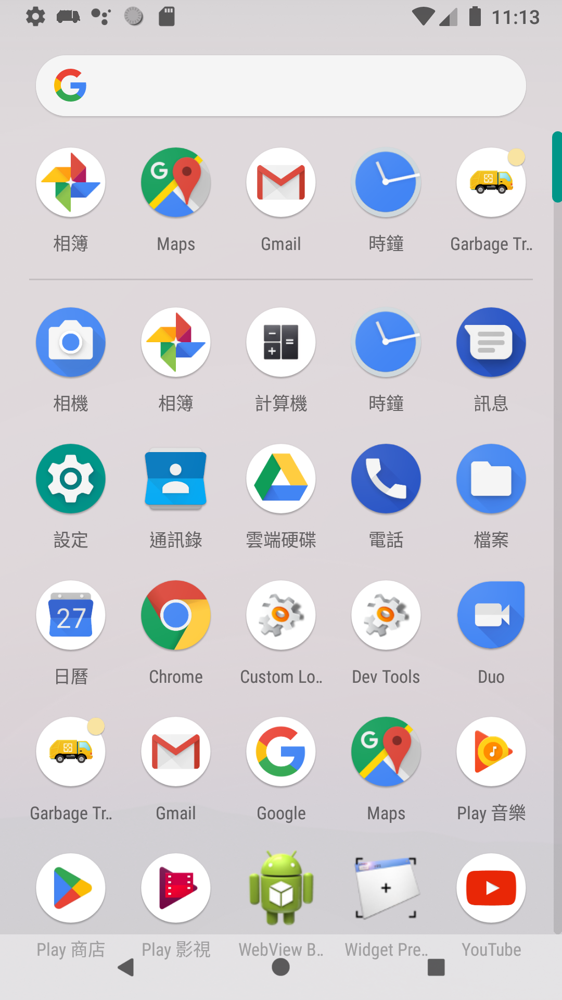 11:13
相簿
Maps
Gmail
時鐘
Garbage Tr…
相機
相簿
計算機
時鐘
訊息
設定
通訊錄
雲端硬碟
電話
檔案
27
日曆
Chrome
Custom Lo…
Dev Tools
Duo
Garbage Tr…
Gmail
Google
Maps
Play 音樂
Play 商店
Play 影視
WebView B…
Widget Pre…
YouTube